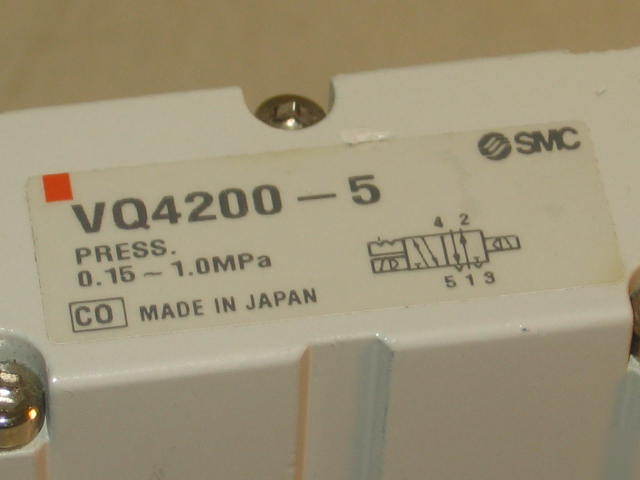 SMC
VQ4200-5
PRESS.
0.15~1.0MPa
CO MADE IN JAPAN
4 2
5 1 3